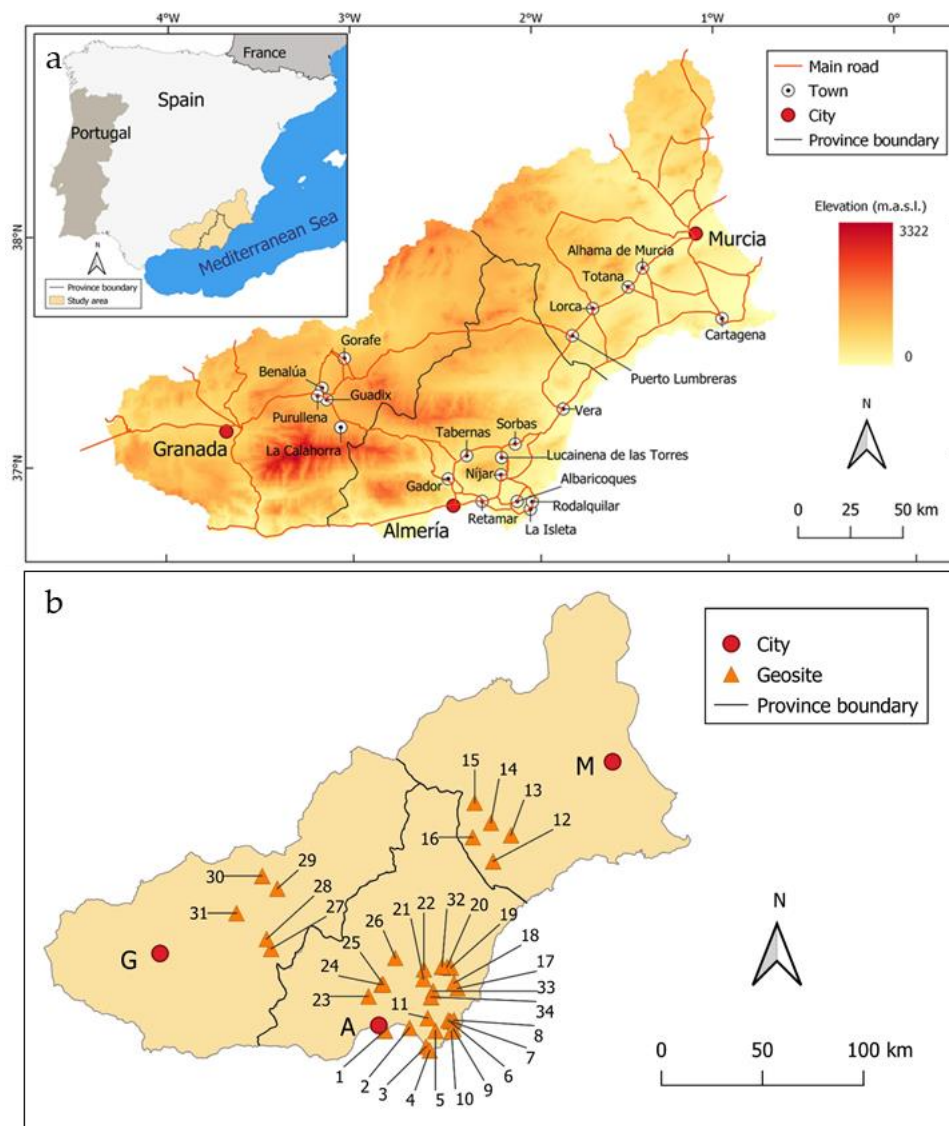 4°W
3°W
2°W
1°W
0°
a
France
Spain
Portugal
Mediterranean Sea
N
Province boundary
Study area
Main road
Town
City
Province boundary
Elevation (m.a.s.l.)
3322
0
N
0 25 50 km
38°N
37°N
Murcia
Alhama de Murcia
Totana
Lorca
Cartagena
Puerto Lumbreras
Gorafe
Benalúa
Guadix
Purullena
La Calahorra
Granada
Vera
Sorbas
Tabernas
Lucainena de las Torres
Níjar
Albaricoques
Gador
Rodalquilar
Retamar
La Isleta
Almería
b
City
Geosite
Province boundary
M
15
14
13
16
12
29
30
28
27
31
G
32
20
22
21
19
26
18
25
17
24
33
23
11
34
A
8
7
1
2
3
4
5
10
9
6
N
0 50 100 km